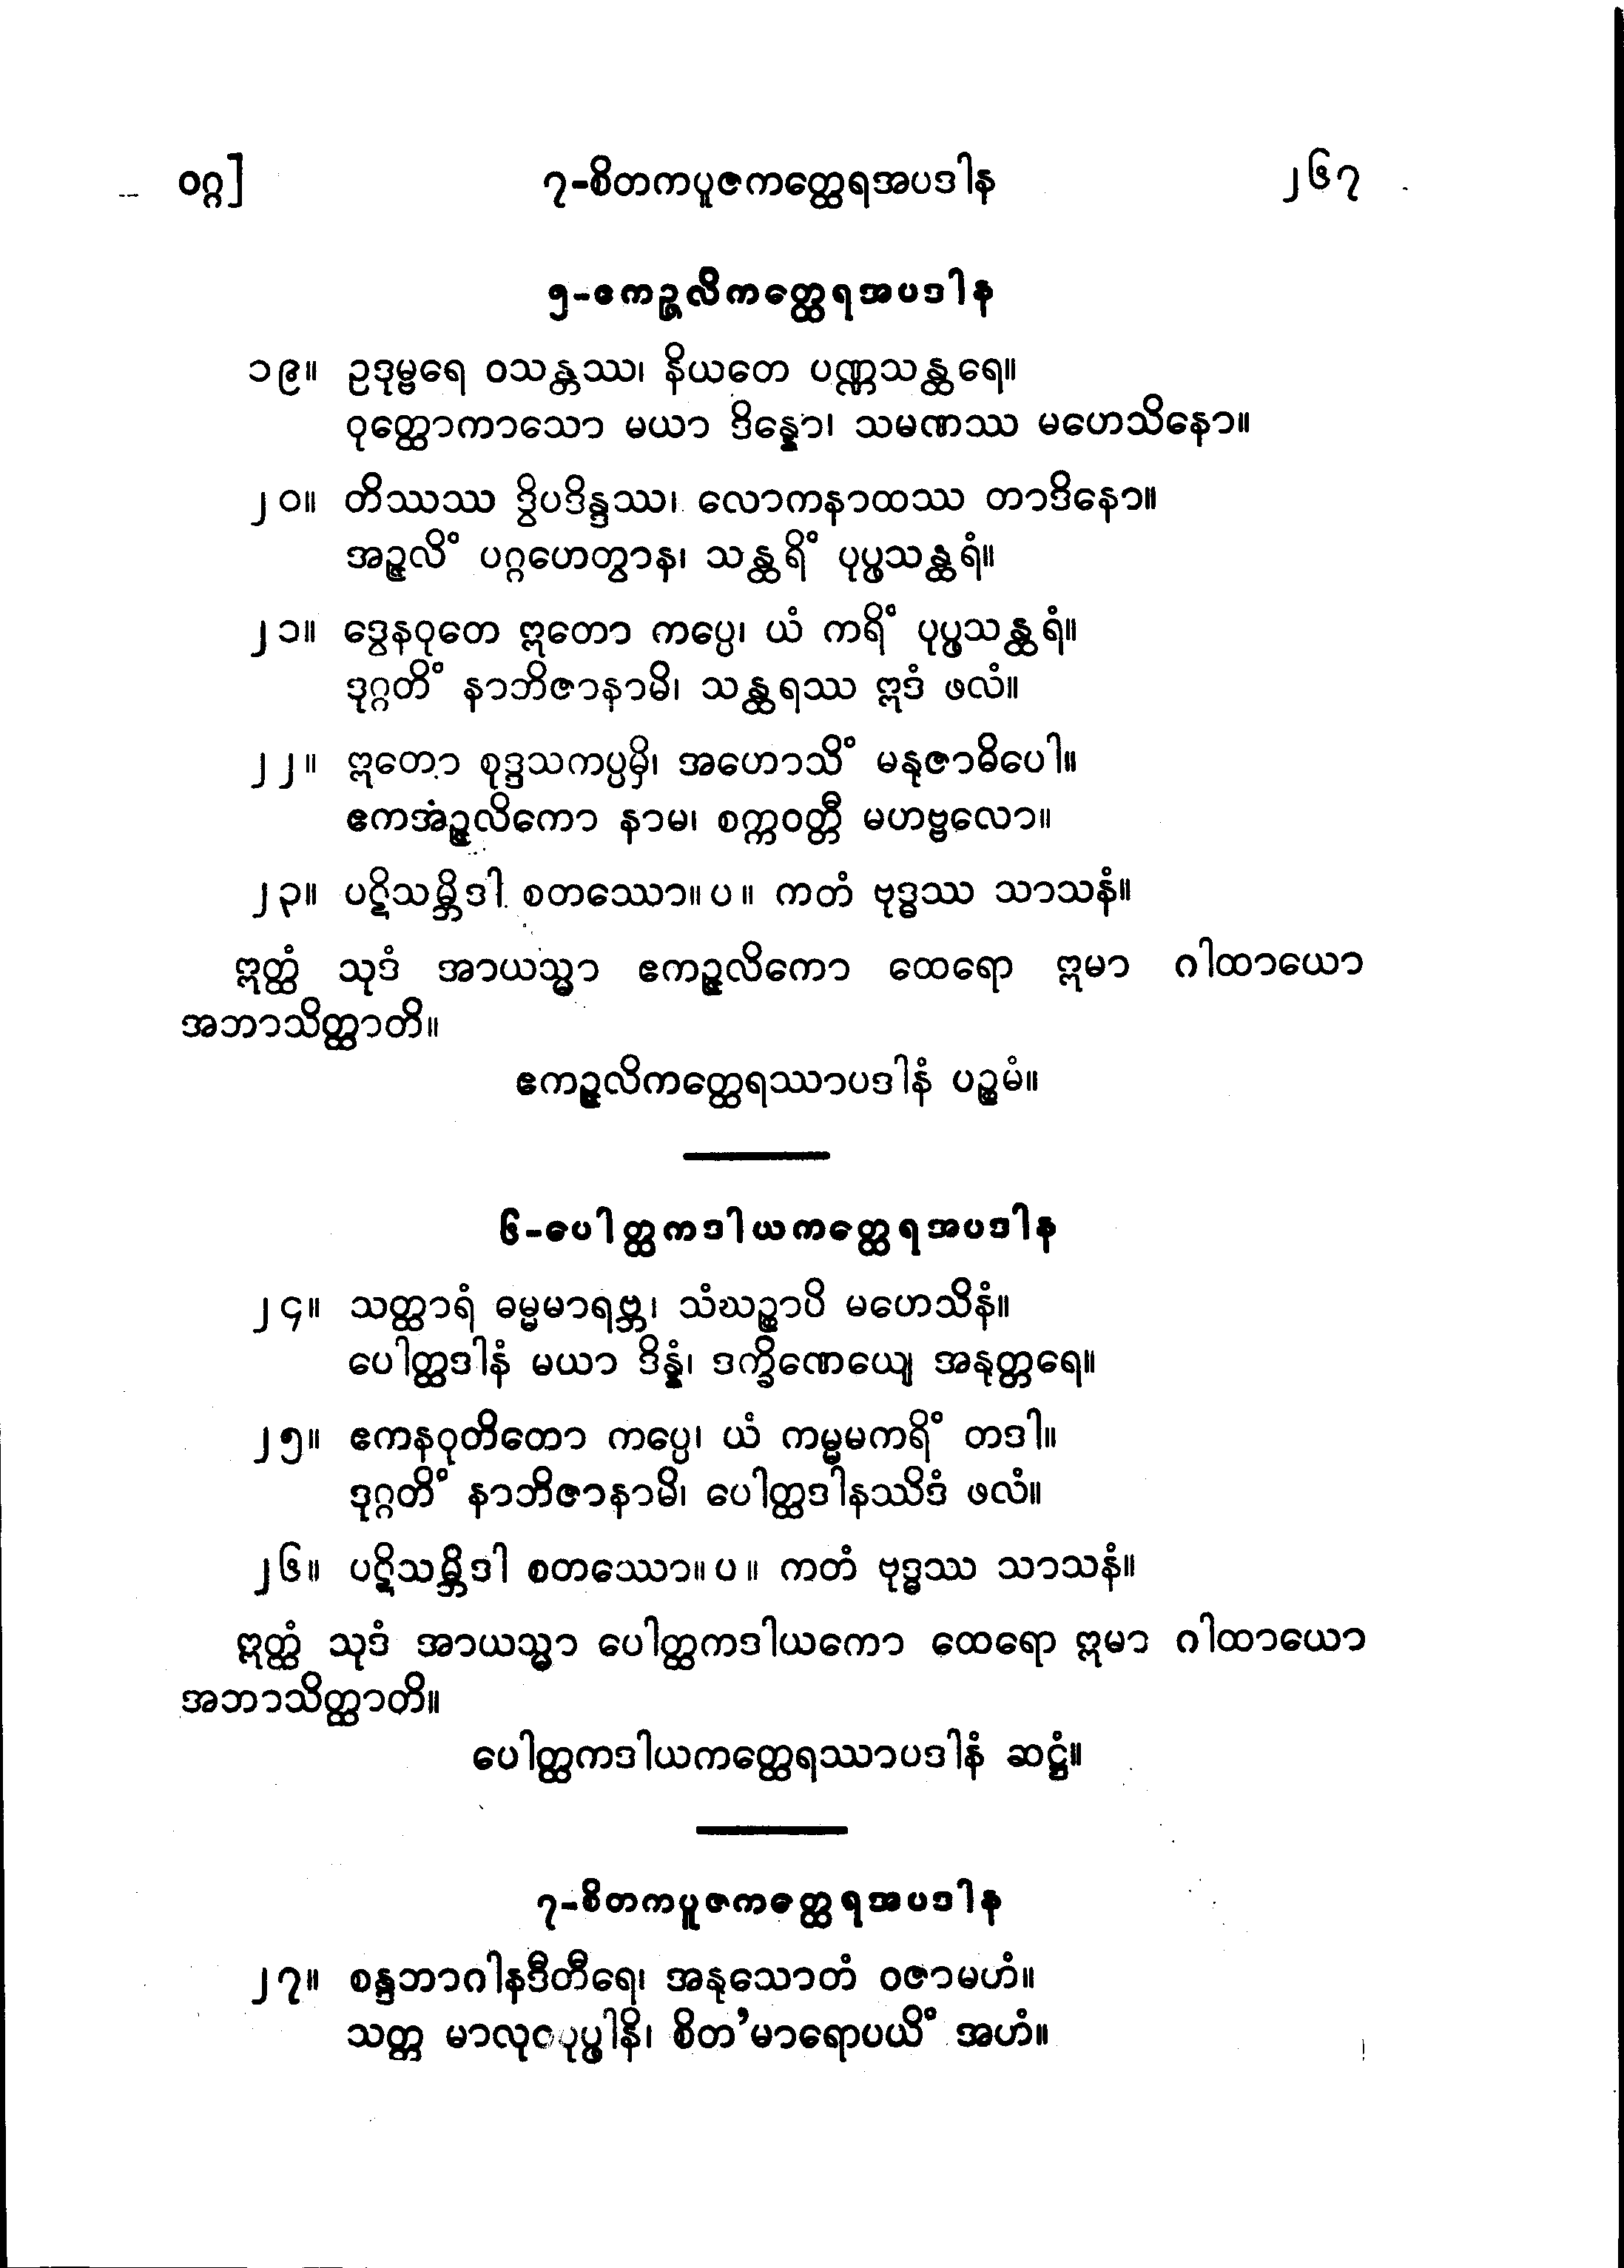 ဝဂ္ဂ] ၇-စိတကပူဇကတ္ထေရအပဒါန ၂၆၇
၅-ဧကဉ္ဇလိကတ္ထေရအပဒါန
၁၉။ ဥဒုမ္ဗရေ ဝသန္တဿ၊ နိယတေ ပဏ္ဏသန္ထရေ။
ဝုတ္ထောကာသော မယာ ဒိန္နော၊ သမဏဿ မဟေသိနော။
၂၀။ တိဿဿ ဒွိပဒိန္ဒဿ၊ လောကနာထဿ တာဒိနော။
အဉ္ဇလိံ ပဂ္ဂဟေတွာန၊ သန္ထရိံ ပုပ္ဖသန္ထရံ။
၂၁။ ဒွေနဝုတေ ဣတော ကပ္ပေ၊ ယံ ကရိံ ပုပ္ဖသန္ထရံ။
ဒုဂ္ဂတိံ နာဘိဇာနာမိ၊ သန္ထရဿ ဣဒံ ဖလံ။
၂၂။ ဣတော စုဒ္ဒသကပ္ပမှိ၊ အဟောသိံ မနုဇာဓိပေါ။
ဧကအံဉ္ဇလိကော နာမ၊ စက္ကဝတ္တီ မဟဗ္ဗလော။
၂၃။ ပဋိသမ္ဘိဒါ စတဿော။ ပ။ ကတံ ဗုဒ္ဓဿ သာသနံ။
ဣတ္ထံ သုဒံ အာယသ္မာ ဧကဉ္ဇလိကော ထေရော ဣမာ ဂါထာယော
အဘာသိတ္ထာတိ။
ဧကဉ္ဇလိကတ္ထေရဿာပဒါနံ ပဉ္စမံ။
၆-ပေါတ္ထကဒါယကတ္ထေရအပဒါန
၂၄။ သတ္ထာရံ ဓမ္မမာရဗ္ဘ၊ သံဃဉ္စာပိ မဟေသိနံ။
ပေါတ္ထဒါနံ မယာ ဒိန္နံ၊ ဒက္ခိဏေယျေ အနုတ္တရေ။
၂၅။ ဧကနဝုတိတော ကပ္ပေ၊ ယံ ကမ္မမကရိံ တဒါ။
ဒုဂ္ဂတိံ နာဘိဇာနာမိ၊ ပေါတ္ထဒါနဿိဒံ ဖလံ။
၂၆။ ပဋိသမ္ဘိဒါ စတဿော။ ပ။ ကတံ ဗုဒ္ဓဿ သာသနံ။
ဣတ္ထံ သုဒံ အာယသ္မာ ပေါတ္ထကဒါယကော ထေရော ဣမာ ဂါထာယော
အဘာသိတ္ထာတိ။
ပေါတ္ထကဒါယကတ္ထေရဿာပဒါနံ ဆဋ္ဌံ။
၇-စိတကပူဇကတ္ထေရအပဒါန
၂၇။ စန္ဒဘာဂါနဒီတီရေ၊ အနုသောတံ ဝဇာမဟံ။
သတ္တ မာလုဝပုပ္ဖါနိ၊ စိတ’မာရောပယိံ အဟံ။